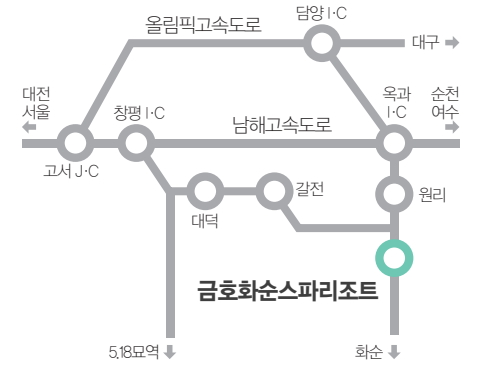 담양 I·C
올림픽고속도로
대구
대전
서울
창평 I·C
옥과
I·C
순천
여수
남해고속도로
고서 J·C
갈전
원리
대덕
금호화순스파리조트
5.18묘역
화순